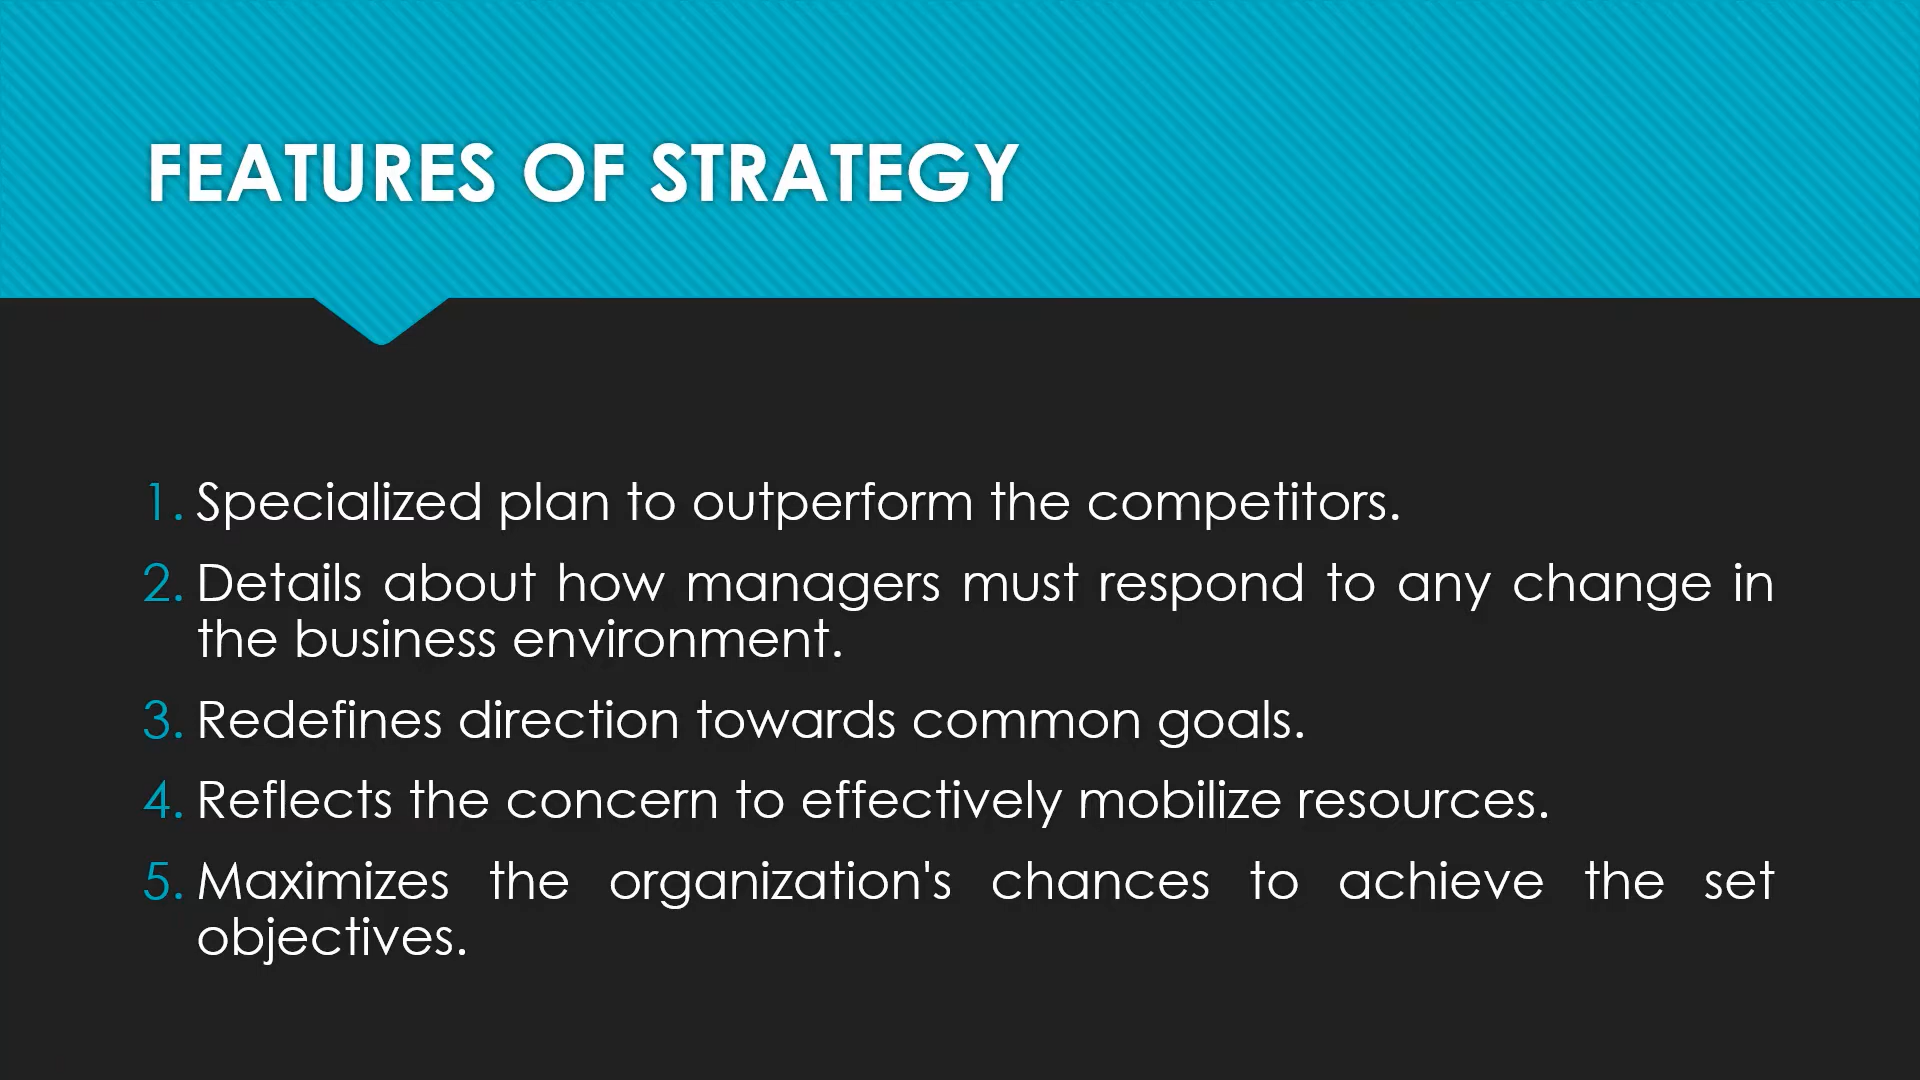 FEATURES OF STRATEGY
1. Specialized plan to outperform the competitors.
2. Details about how managers must respond to any change in
the business environment.
3. Redefines direction towards common goals.
4. Reflects the concern to effectively mobilize resources.
5. Maximizes the organization's chances to achieve the set
objectives.